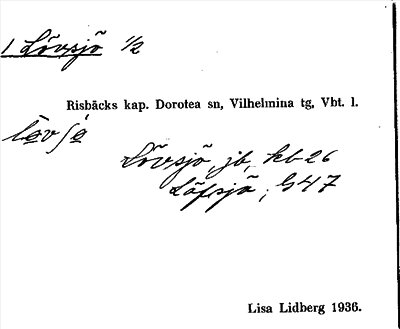 1 Lövsjö 1/2
Risbäcks kap. Dorotea sn, Vilhelmina tg, Vbt. l.
Lövsjö, jb, kb 26
Löfsjö, G47
Lisa Lidberg 1936.